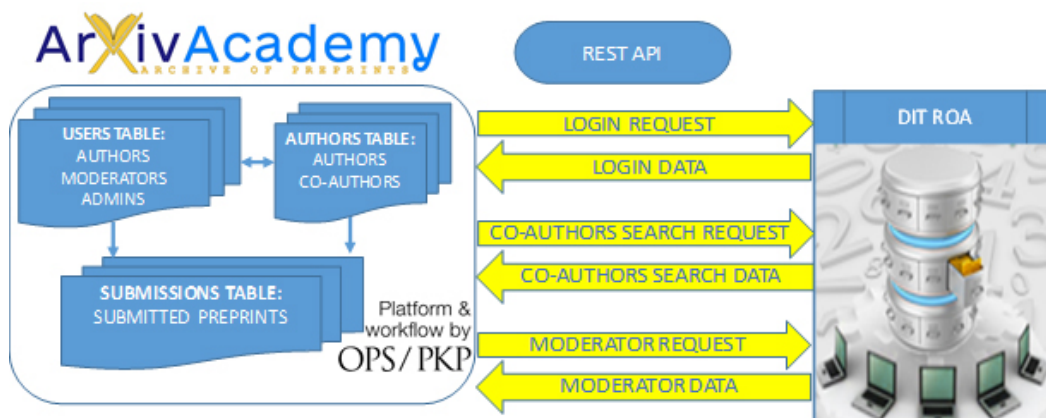 ArXivAcademy
ARCHIVE OF PREPRINTS
REST API
USERS TABLE:
AUTHORS
MODERATORS
ADMINS
AUTHORS TABLE:
AUTHORS
CO-AUTHORS
SUBMISSIONS TABLE:
SUBMITTED PREPRINTS
Platform &
workflow by
OPS/PKP
LOGIN REQUEST
LOGIN DATA
CO-AUTHORS SEARCH REQUEST
CO-AUTHORS SEARCH DATA
MODERATOR REQUEST
MODERATOR DATA
DIT ROA